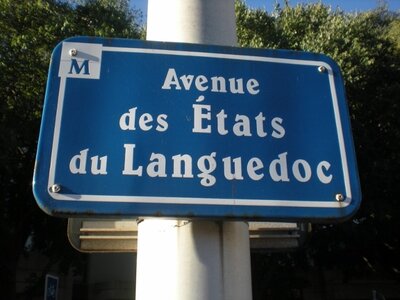 M
Avenue
des États
du Languedoc